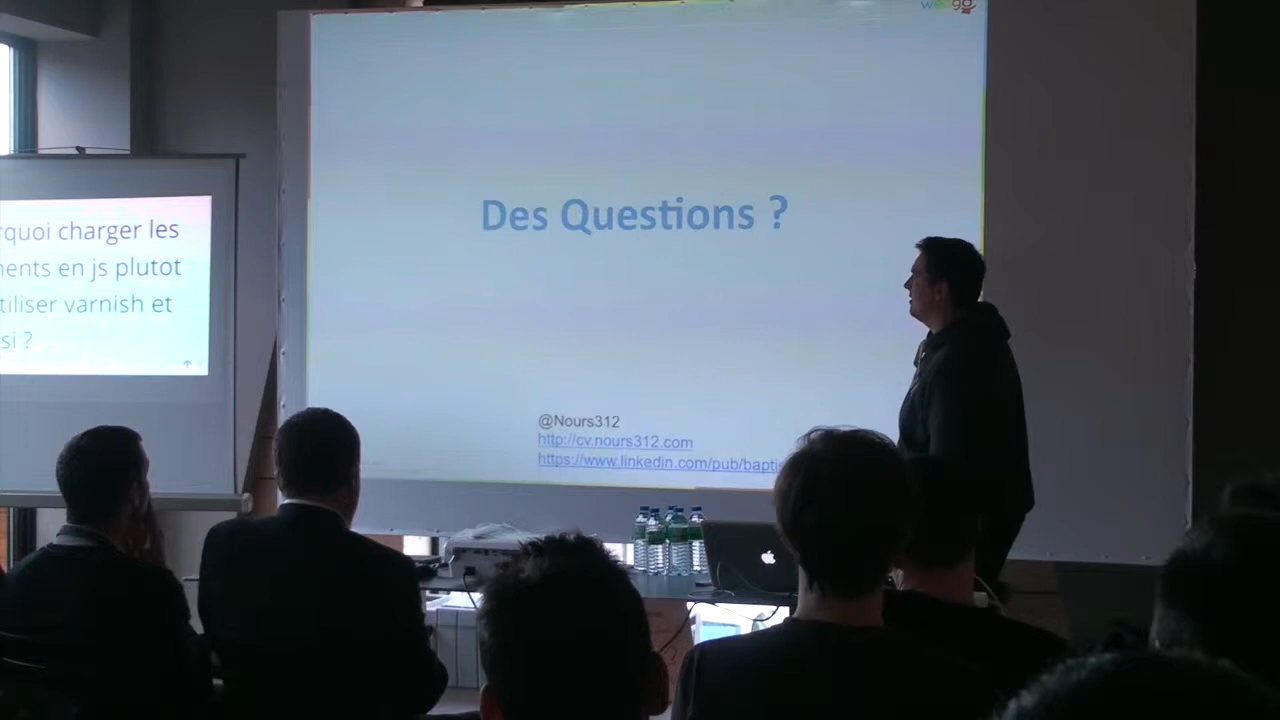 rquoi charger les
ments en js plutot
tiliser varnish et
si ?
Des Questions ?
@Nours312
http://cv.nours312.com
https://www.linkedin.com/pub/baptis